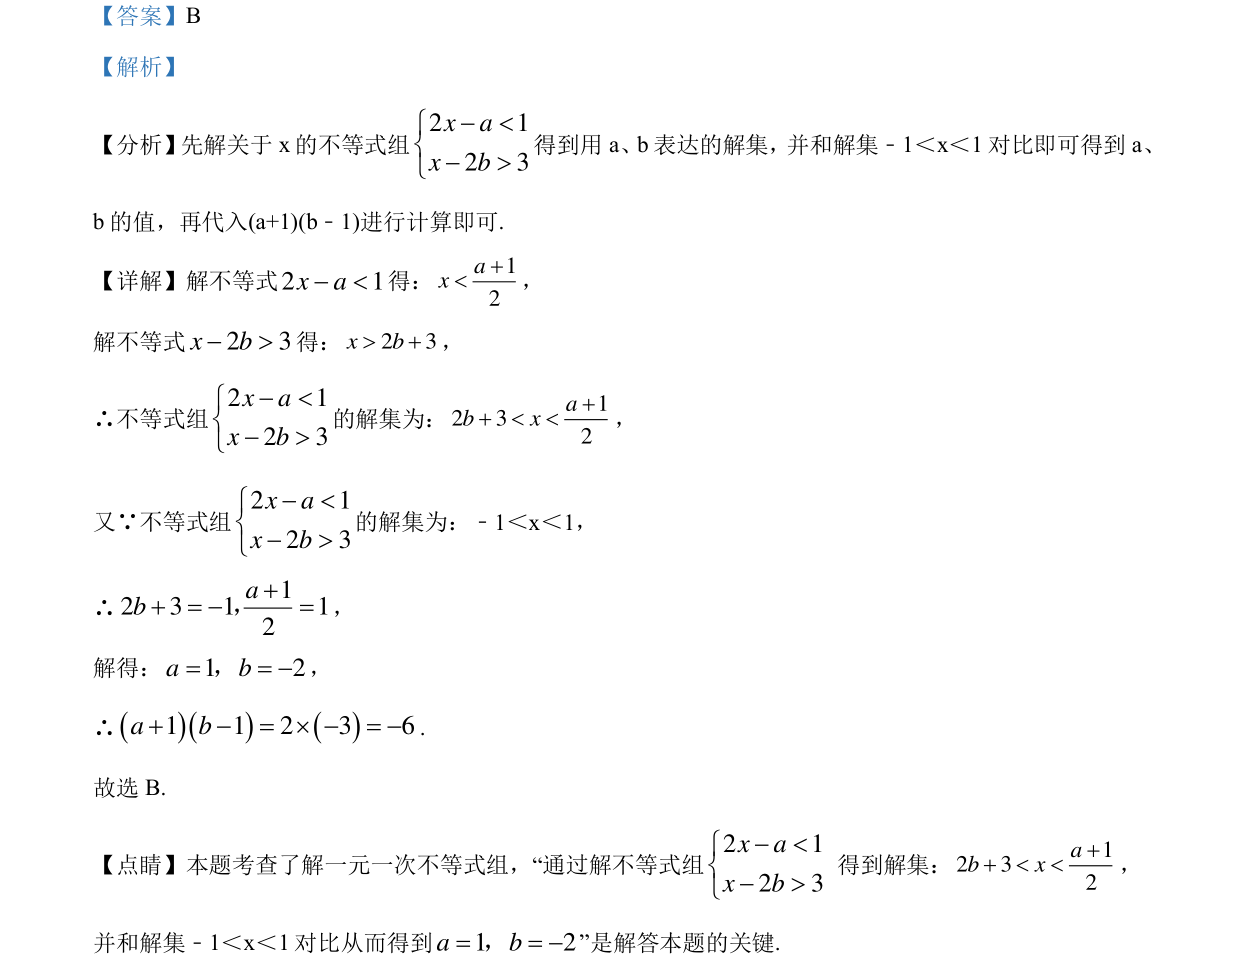 【答案】B
【解析】
【分析】先解关于 x 的不等式组{2x－a＜1 x－2b＞3 得到用 a、b 表达的解集，并和解集﹣1＜x＜1 对比即可得到 a、
b 的值，再代入(a+1)(b﹣1)进行计算即可.
【详解】解不等式 2x－a＜1 得：x＜(a+1)/2，
解不等式 x－2b＞3 得：x＞2b+3，
∴不等式组{2x－a＜1 x－2b＞3 的解集为：2b+3＜x＜(a+1)/2，
又∵不等式组{2x－a＜1 x－2b＞3 的解集为：﹣1＜x＜1，
∴2b+3=−1，(a+1)/2=1，
解得：a=1，b=−2，
∴(a+1)(b−1)=2×(−3)=−6.
故选 B.
【点睛】本题考查了解一元一次不等式组，“通过解不等式组{2x－a＜1 x－2b＞3 得到解集：2b+3＜x＜(a+1)/2，
并和解集﹣1＜x＜1 对比从而得到 a=1，b=−2”是解答本题的关键.